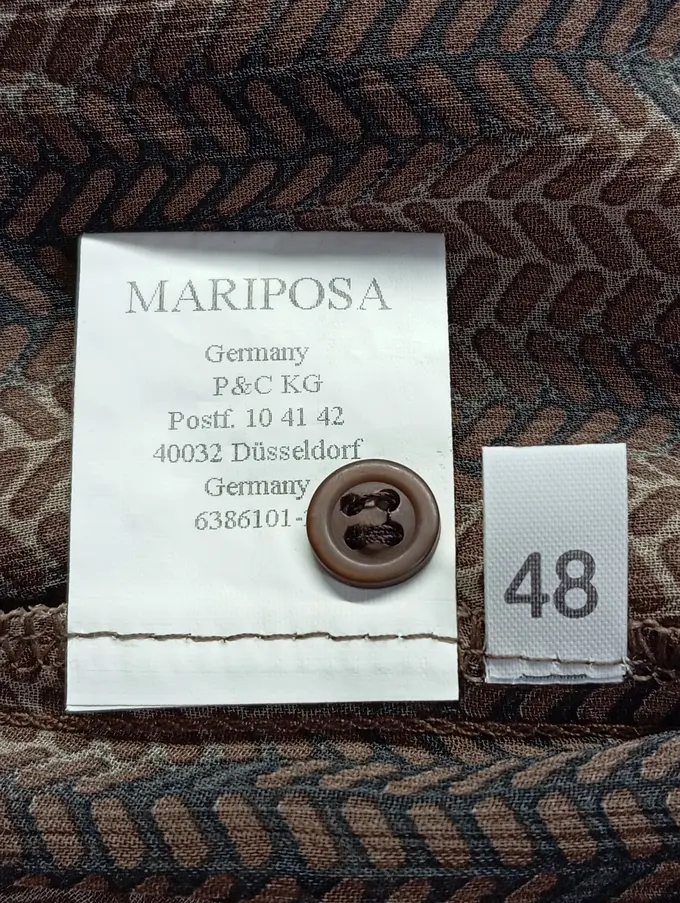 MARIPOSA
Germany
P&C KG
Postf. 10 41 42
40032 Düsseldorf
Germany
6386101-
48